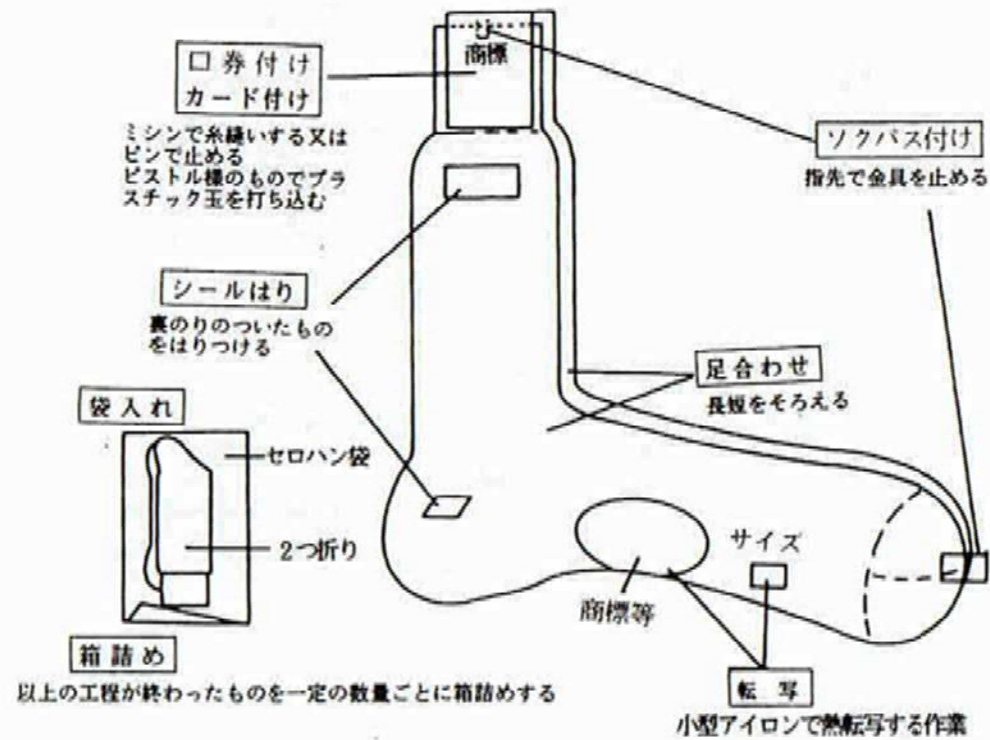 商標
口券付け
カード付け
ミシンで糸縫いする又は
ピンで止める
ピストル様のものでプラ
スチック玉を打ち込む
ソクパス付け
指先で金具を止める
シールはり
裏のりのついたもの
をはりつける
足合わせ
長短をそろえる
袋入れ
セロハン袋
2つ折り
サイズ
商標等
箱詰め
以上の工程が終わったものを一定の数量ごとに箱詰めする
転写
小型アイロンで熱転写する作業